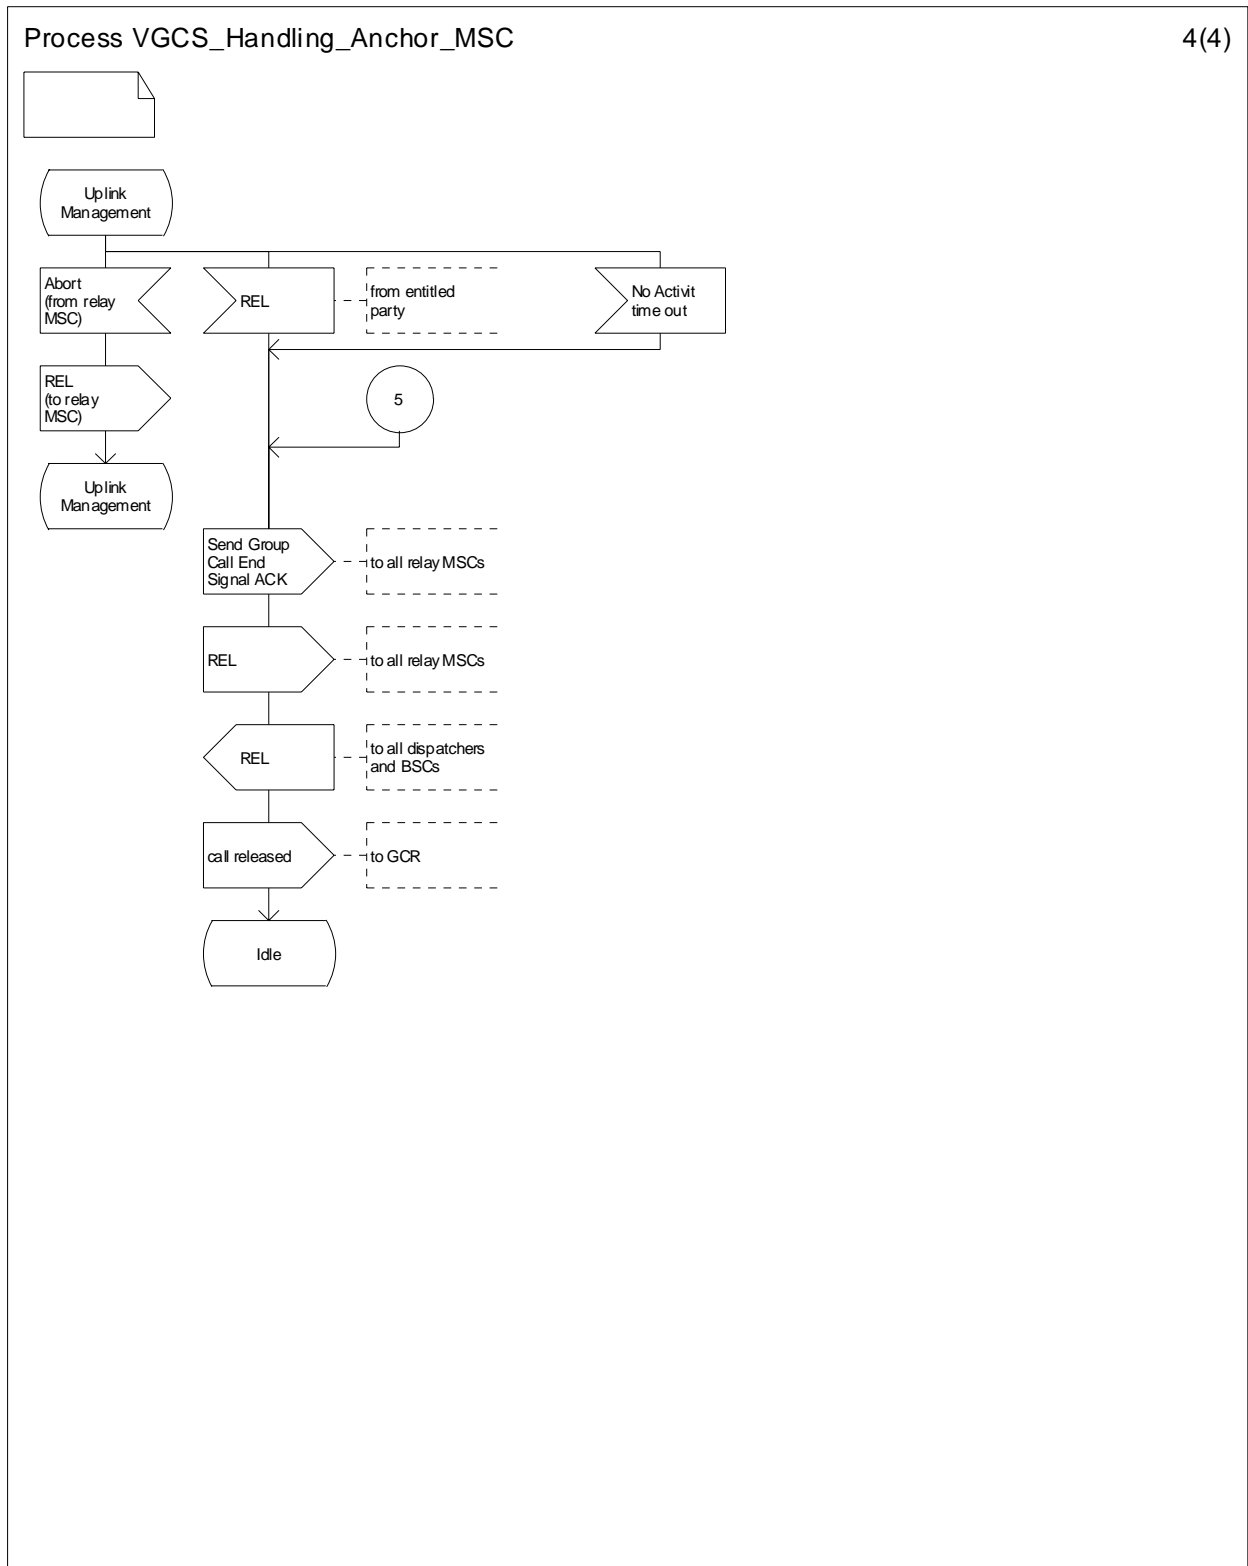 Process VGCS_Handling_Anchor_MSC
4(4)
Uplink
Management
Abort
(from relay
MSC)
REL
from entitled
party
No Activit
time out
REL
(to relay
MSC)
5
Uplink
Management
Send Group
Call End
Signal ACK
to all relay MSCs
REL
to all relay MSCs
REL
to all dispatchers
and BSCs
call released
to GCR
Idle